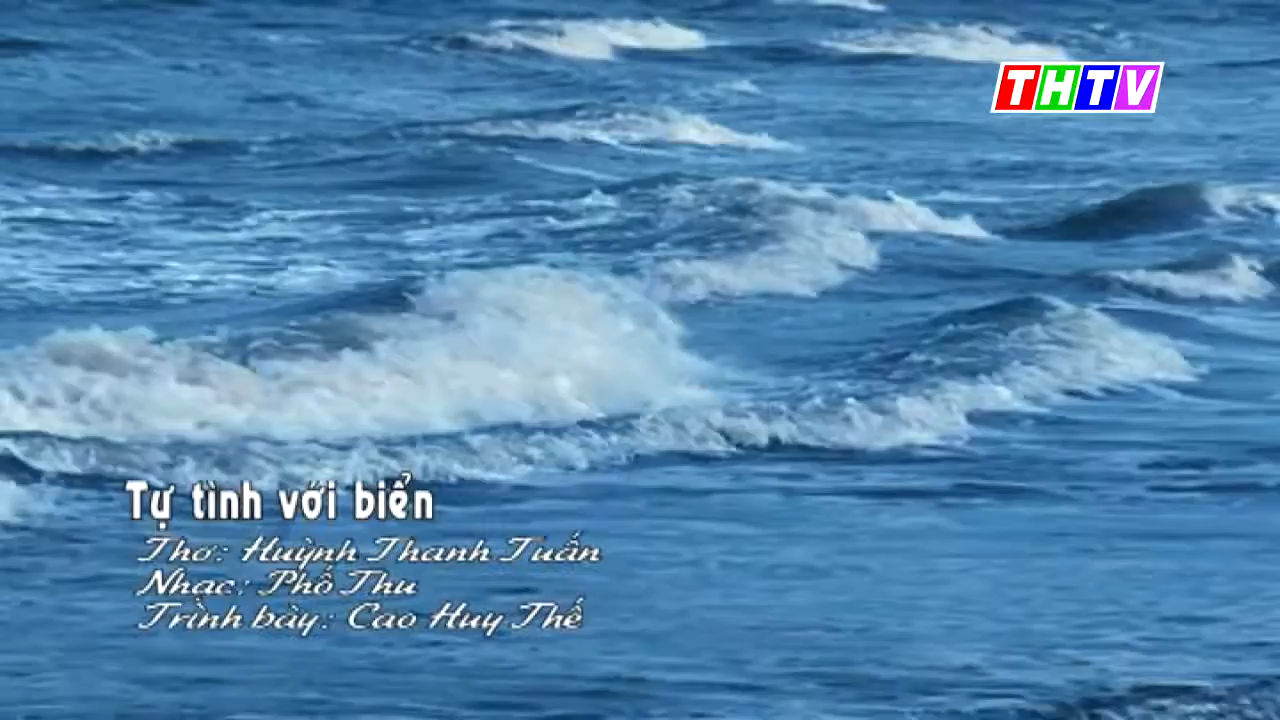 THTV
Tự tình với biển
Thơ: Huỳnh Thanh Tuấn
Nhạc: Phố Thu
Trình bày: Cao Huy Thế